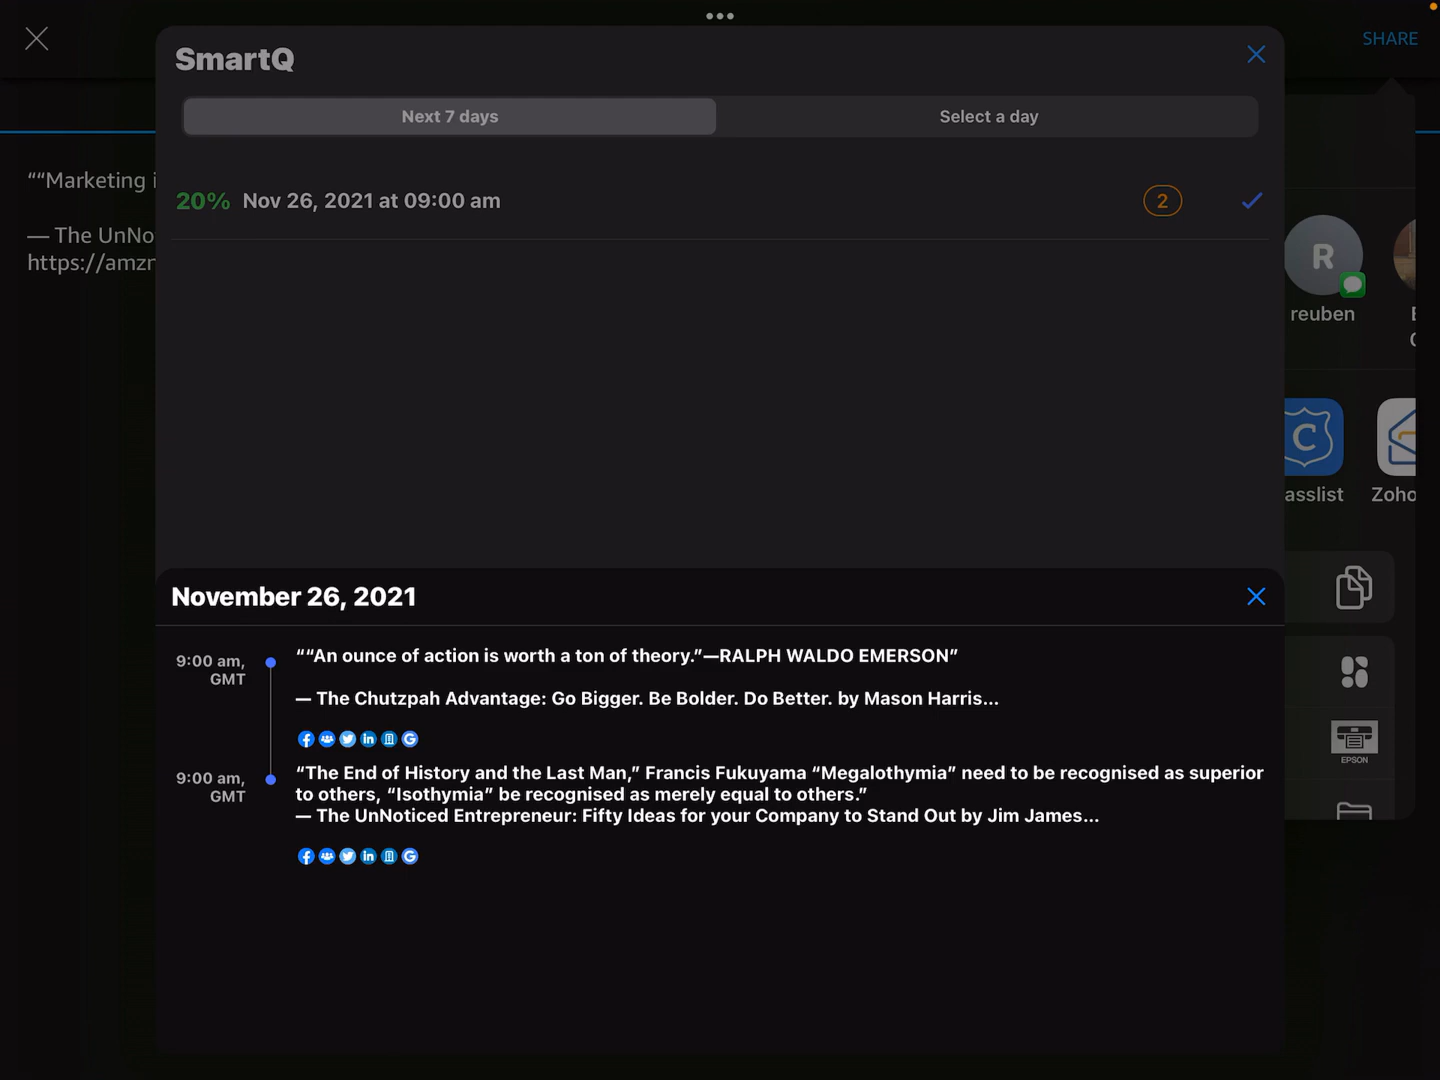 SHARE
SmartQ
Next 7 days
Select a day
20% Nov 26, 2021 at 09:00 am
2
““Marketing i
— The UnNo
https://amzr
R
reuben
C
asslist
Zoho
EPSON
November 26, 2021
9:00 am,
GMT
““An ounce of action is worth a ton of theory.”—RALPH WALDO EMERSON”
— The Chutzpah Advantage: Go Bigger. Be Bolder. Do Better. by Mason Harris...
9:00 am,
GMT
“The End of History and the Last Man,” Francis Fukuyama “Megalothymia” need to be recognised as superior
to others, “Isothymia” be recognised as merely equal to others.”
— The UnNoticed Entrepreneur: Fifty Ideas for your Company to Stand Out by Jim James...